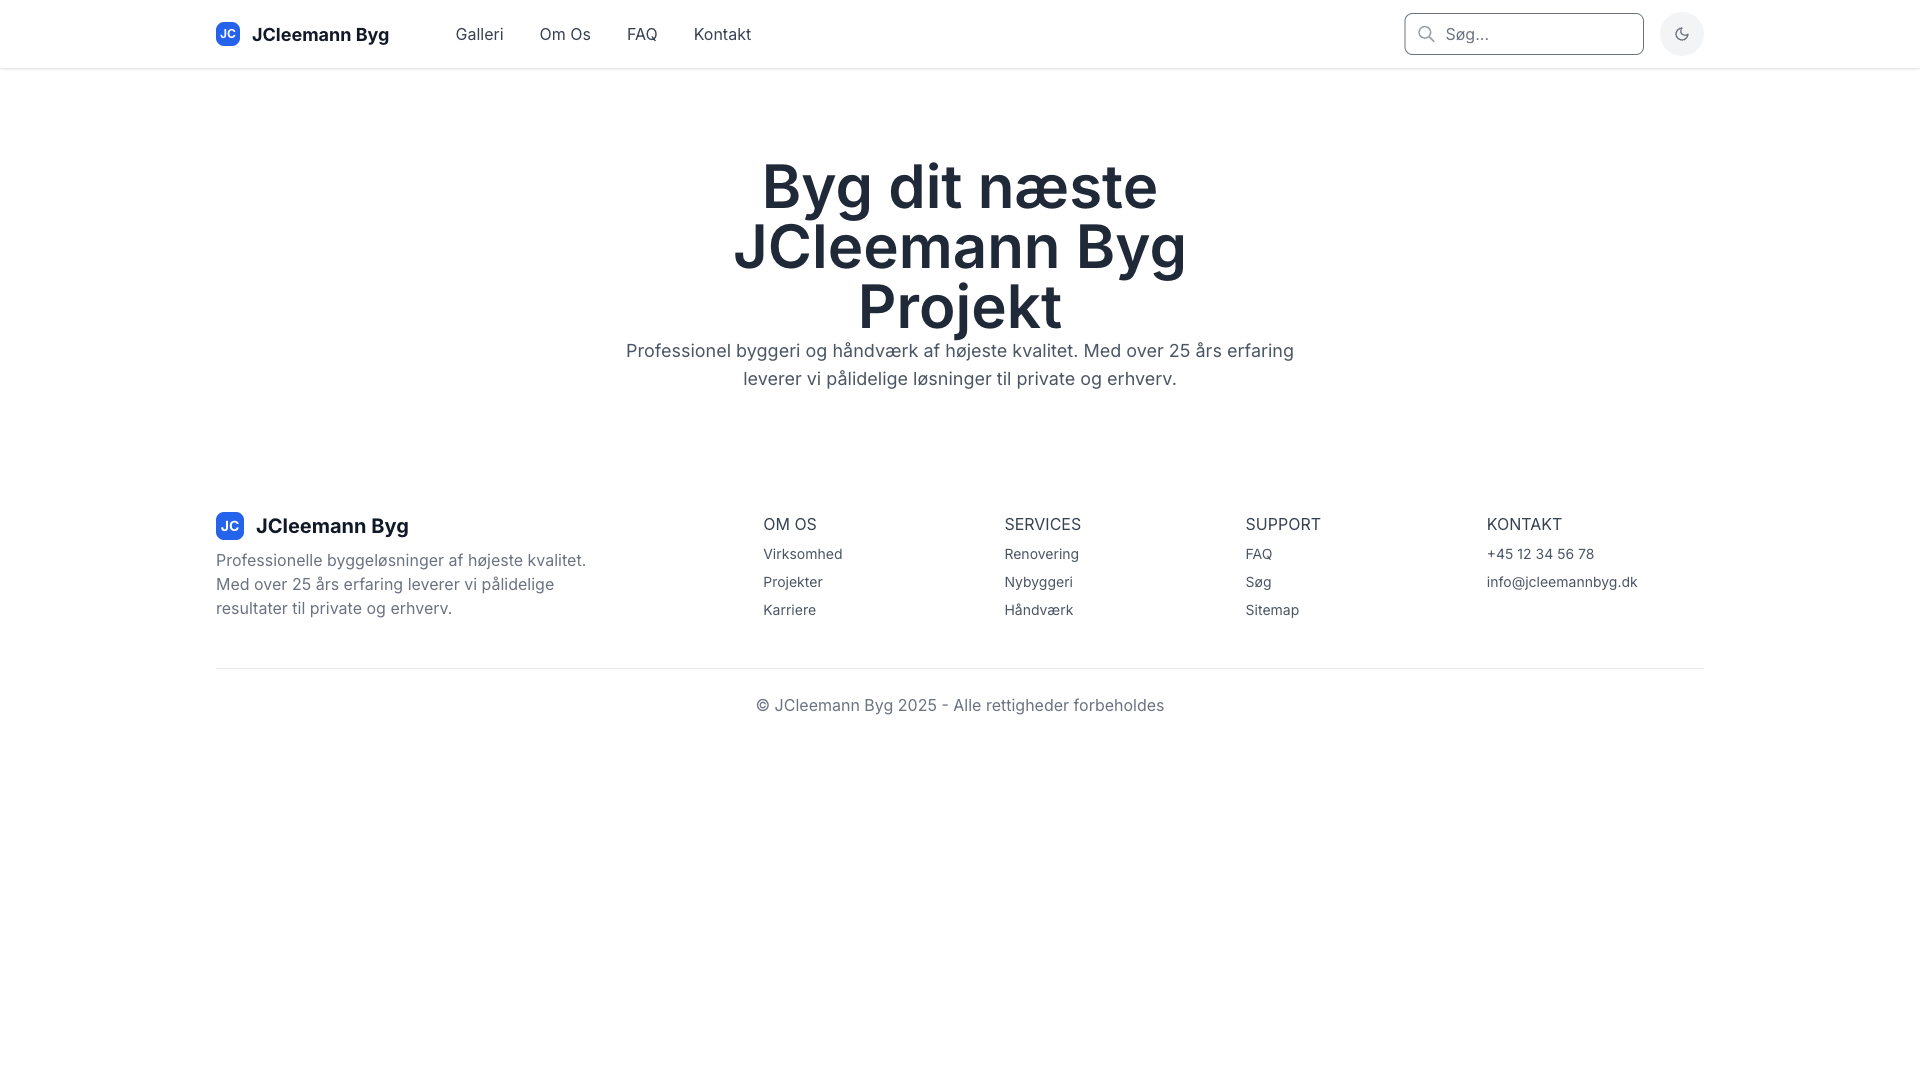 JC JCleemann Byg Galleri Om Os FAQ Kontakt Søg...
Byg dit næste
JCleemann Byg
Projekt
Professionel byggeri og håndværk af højeste kvalitet. Med over 25 års erfaring
leverer vi pålidelige løsninger til private og erhverv.
JC JCleemann Byg
Professionelle byggeløsninger af højeste kvalitet.
Med over 25 års erfaring leverer vi pålidelige
resultater til private og erhverv.
OM OS
Virksomhed
Projekter
Karriere
SERVICES
Renovering
Nybyggeri
Håndværk
SUPPORT
FAQ
Søg
Sitemap
KONTAKT
+45 12 34 56 78
info@jcleemannbyg.dk
© JCleemann Byg 2025 - Alle rettigheder forbeholdes